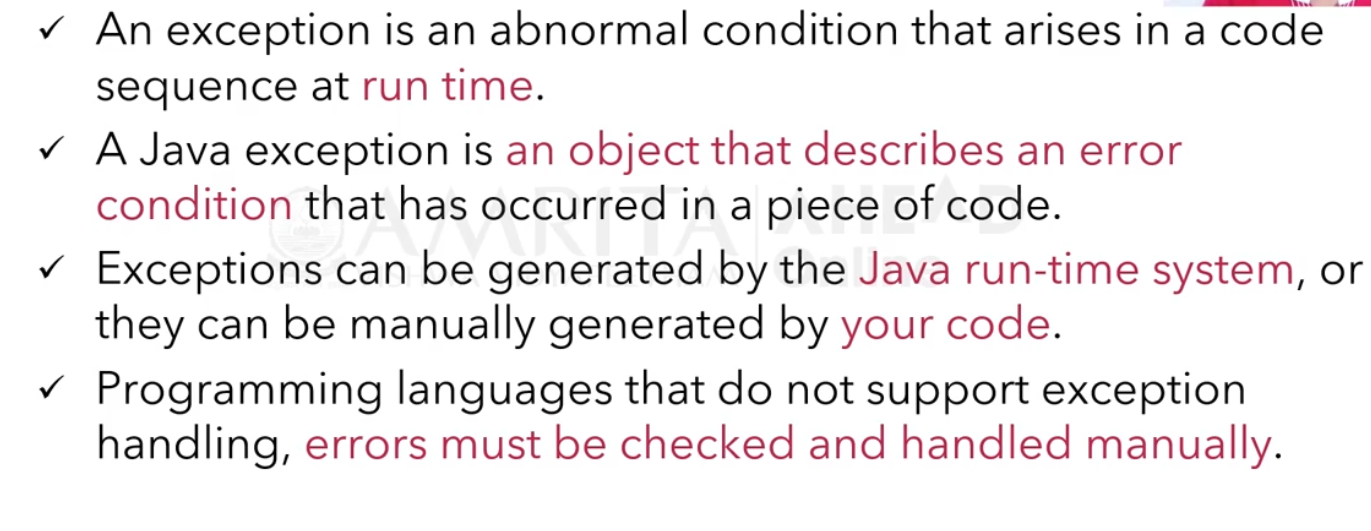 ✓ An exception is an abnormal condition that arises in a code
sequence at run time.
✓ A Java exception is an object that describes an error
condition that has occurred in a piece of code.
✓ Exceptions can be generated by the Java run-time system, or
they can be manually generated by your code.
✓ Programming languages that do not support exception
handling, errors must be checked and handled manually.
AMRITA AHEAD
Online